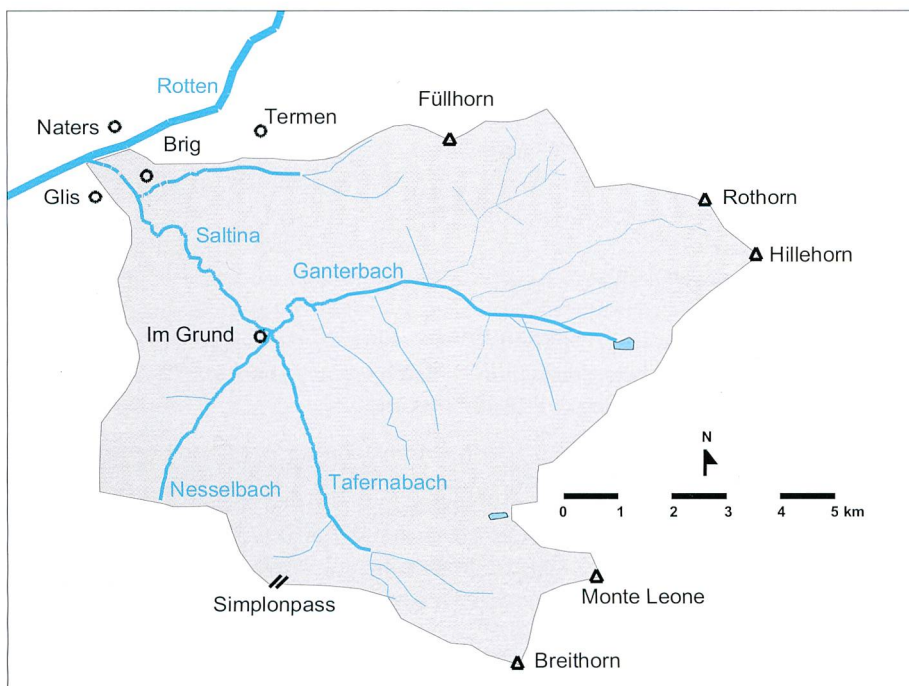 Rotten
Füllhorn
Naters
Termen
Brig
Glis
Rothorn
Saltina
Hillehorn
Ganterbach
Im Grund
N
Nesselbach
Tafernabach
0 1 2 3 4 5 km
Simplonpass
Monte Leone
Breithorn